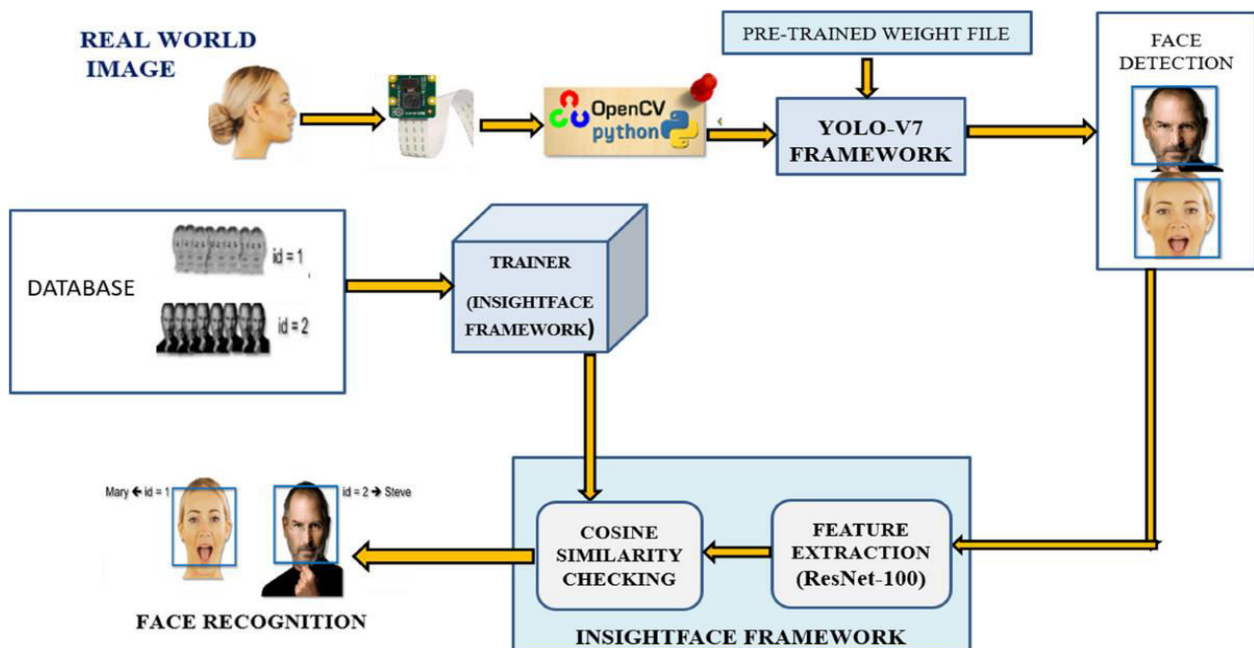 REAL WORLD
IMAGE
OpenCV
python
PRE-TRAINED WEIGHT FILE
YOLO-V7
FRAMEWORK
FACE
DETECTION
DATABASE
id = 1
id = 2
TRAINER
(INSIGHTFACE
FRAMEWORK)
Mary ← id = 1
id = 2 → Steve
FACE RECOGNITION
COSINE
SIMILARITY
CHECKING
FEATURE
EXTRACTION
(ResNet-100)
INSIGHTFACE FRAMEWORK